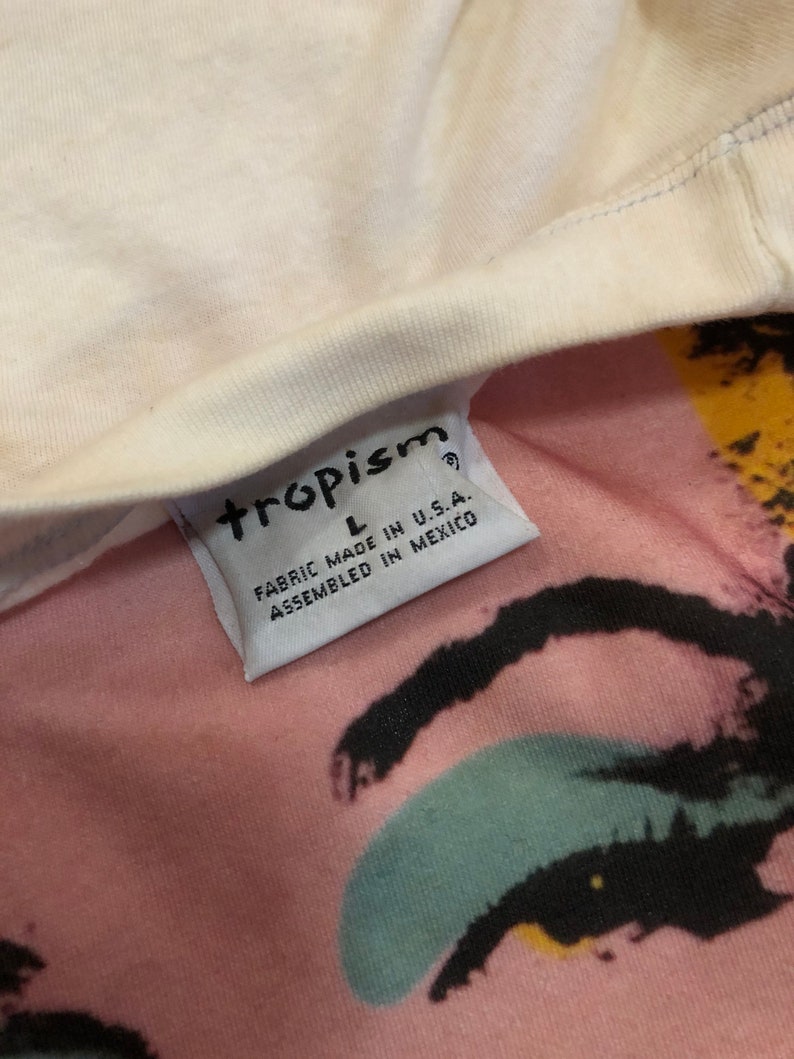 tropism®
L
FABRIC MADE IN U.S.A.
ASSEMBLED IN MEXICO